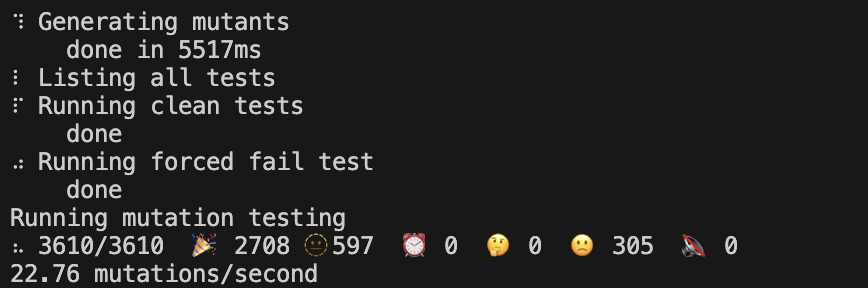 ⠹ Generating mutants
    done in 5517ms
⠇ Listing all tests
⠏ Running clean tests
    done
⠴ Running forced fail test
    done
Running mutation testing
⠦ 3610/3610  🎉 2708 🫥 597  ⏰ 0  🤔 0  🙁 305  🔇 0
22.76 mutations/second